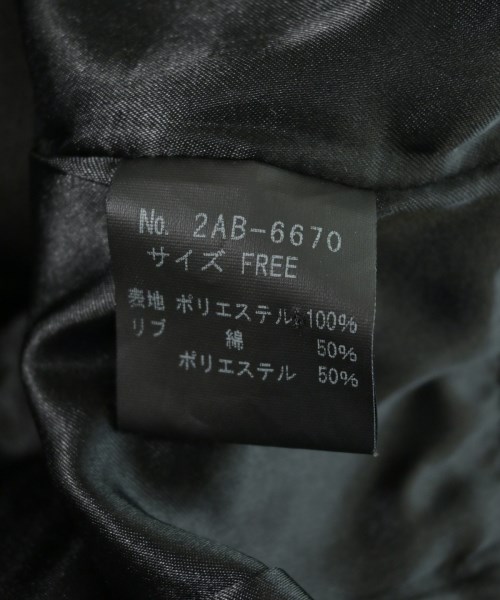 No. 2AB-6670
サイズ FREE
表地 ポリエステル 100%
リブ 綿 50%
ポリエステル 50%